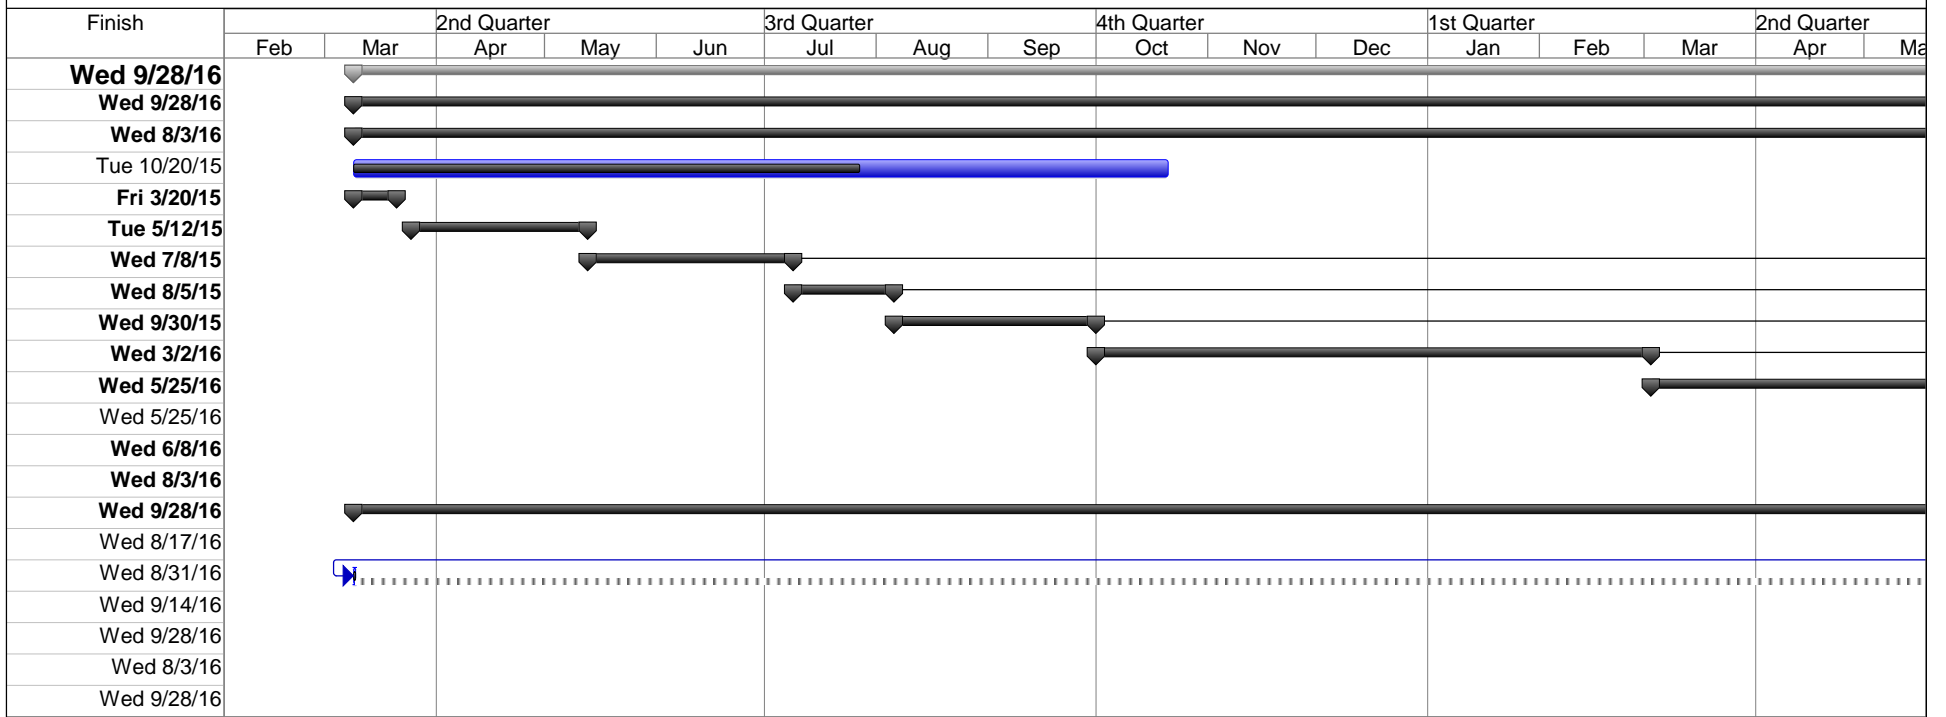 Finish 2nd Quarter 3rd Quarter 4th Quarter 1st Quarter 2nd Quarter
Feb Mar Apr May Jun Jul Aug Sep Oct Nov Dec Jan Feb Mar Apr Ma
Wed 9/28/16
Wed 9/28/16
Wed 8/3/16
Tue 10/20/15
Fri 3/20/15
Tue 5/12/15
Wed 7/8/15
Wed 8/5/15
Wed 9/30/15
Wed 3/2/16
Wed 5/25/16
Wed 5/25/16
Wed 6/8/16
Wed 8/3/16
Wed 9/28/16
Wed 8/17/16
Wed 8/31/16
Wed 9/14/16
Wed 9/28/16
Wed 8/3/16
Wed 9/28/16